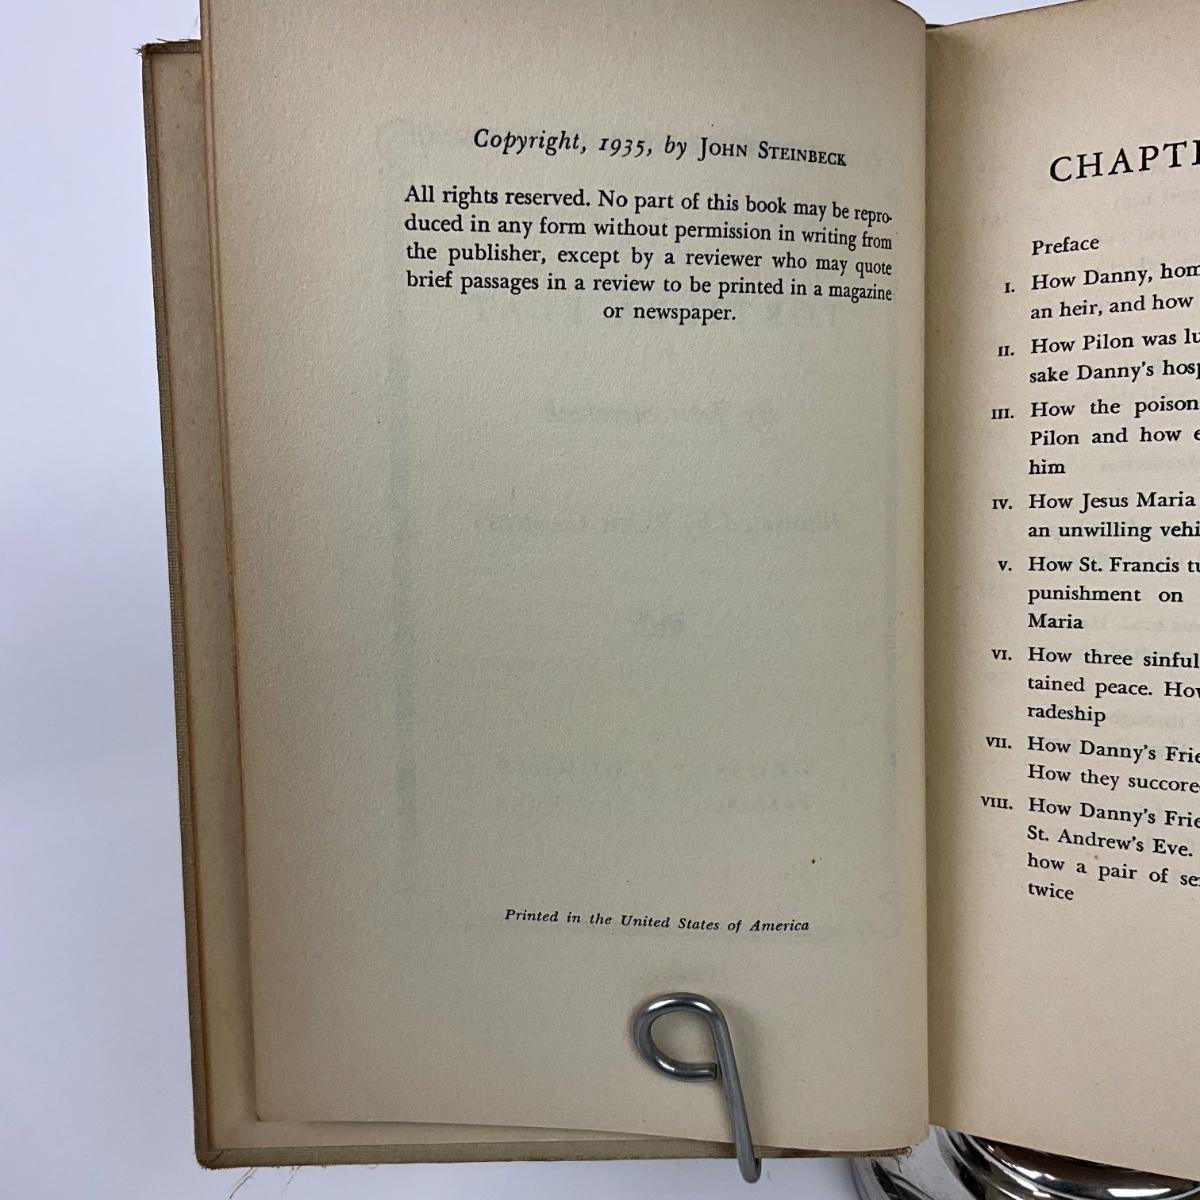 Copyright, 1935, by JOHN STEINBECK
All rights reserved. No part of this book may be repro-
duced in any form without permission in writing from
the publisher, except by a reviewer who may quote
brief passages in a review to be printed in a magazine
or newspaper.
Printed in the United States of America
CHAPTE
Preface
I. How Danny, hom
an heir, and how
II. How Pilon was lu
sake Danny's hosp
III. How the poison
Pilon and how e
him
IV. How Jesus Maria
an unwilling vehi
V. How St. Francis tu
punishment on
Maria
VI. How three sinful
tained peace. How
radeship
VII. How Danny's Frie
How they succore
VIII. How Danny's Frie
St. Andrew's Eve.
how a pair of se
twice